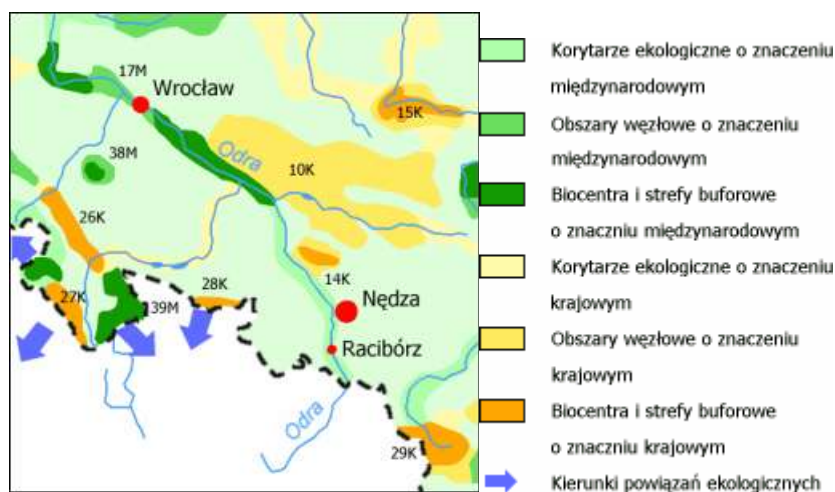 17M
Wrocław
15K
38M
Odra
10K
26K
14K
28K
27K
39M
Nędza
Racibórz
Odra
29K
Korytarze ekologiczne o znaczeniu
międzynarodowym
Obszary węzłowe o znaczeniu
międzynarodowym
Biocentra i strefy buforowe
o znaczniu międzynarodowym
Korytarze ekologiczne o znaczeniu
krajowym
Obszary węzłowe o znaczeniu
krajowym
Biocentra i strefy buforowe
o znaczniu krajowym
Kierunki powiązań ekologicznych